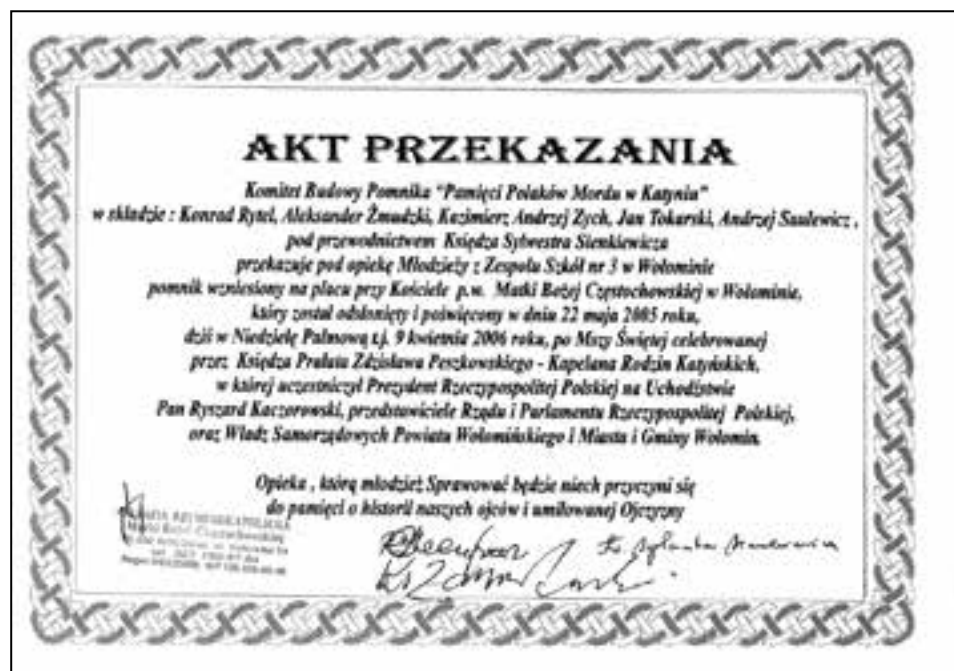 AKT PRZEKAZANIA
Komitet Budowy Pomnika "Pamięci Polaków Mordu w Katyniu"
w składzie : Konrad Rytel, Aleksander Żmudzki, Kazimierz Andrzej Zych, Jan Tokarski, Andrzej Saulewicz ,
pod przewodnictwem Księdza Sylwestra Sienkiewicza
przekazuje pod opiekę Młodzieży z Zespołu Szkół nr 3 w Wołominie
pomnik wzniesiony na placu przy Kościele p.w. Matki Bożej Częstochowskiej w Wołominie,
który został odsłonięty i poświęcony w dniu 22 maja 2005 roku,
dziś w Niedzielę Palmową t.j. 9 kwietnia 2006 roku, po Mszy Świętej celebrowanej
przez Księdza Prałata Zdzisława Peszkowskiego - Kapelana Rodzin Katyńskich,
w której uczestniczył Prezydent Rzeczypospolitej Polskiej na Uchodźstwie
Pan Ryszard Kaczorowski, przedstawiciele Rządu i Parlamentu Rzeczypospolitej Polskiej,
oraz Władz Samorządowych Powiatu Wołomińskiego i Miasta i Gminy Wołomin.
Opieka , którą młodzież Sprawować będzie niech przyczyni się
do pamięci o historii naszych ojców i umiłowanej Ojczyzny
Matki Bożej Częstochowskiej